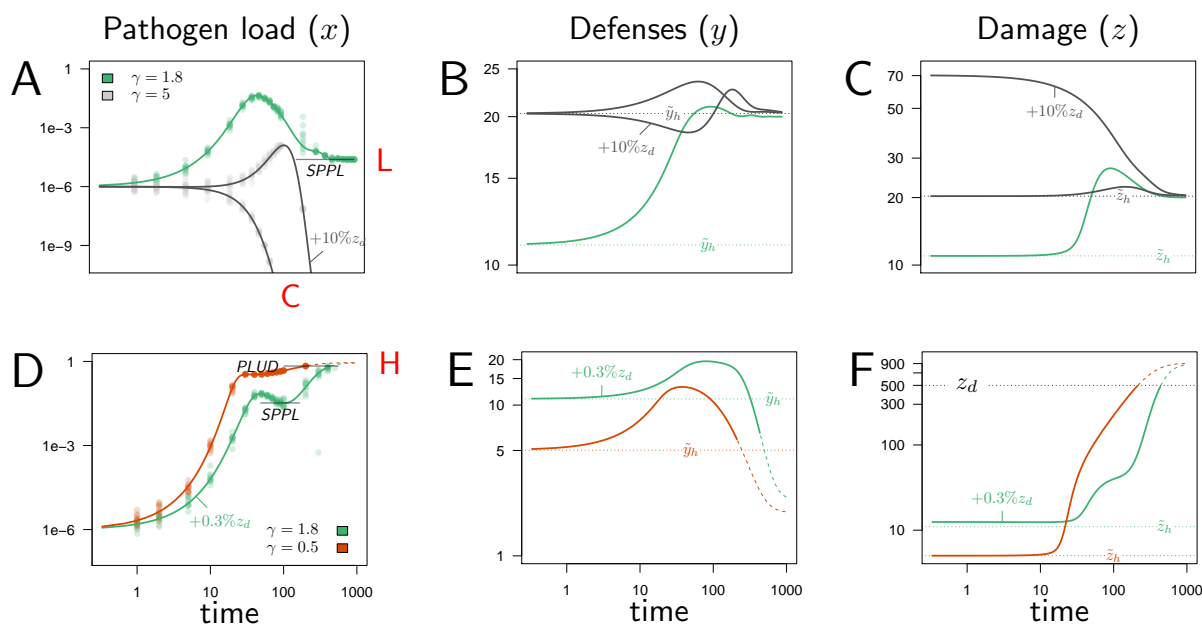 Pathogen load (x)
Defenses (y)
Damage (z)
A
γ = 1.8
γ = 5
1
1e-3
1e-6
1e-9
SPPL
L
+10%z_d
C
B
25
20
15
10
ỹ_h
+10%z_d
ỹ_h
C
70
50
30
20
10
+10%z_d
z̃_h
z̃_h
D
1
1e-3
1e-6
PLUD
H
SPPL
+0.3%z_d
γ = 1.8
γ = 0.5
1
10
100
1000
time
E
20
15
10
5
1
+0.3%z_d
ỹ_h
ỹ_h
1
10
100
1000
time
F
900
500
300
100
10
z_d
+0.3%z_d
z̃_h
z̃_h
1
10
100
1000
time